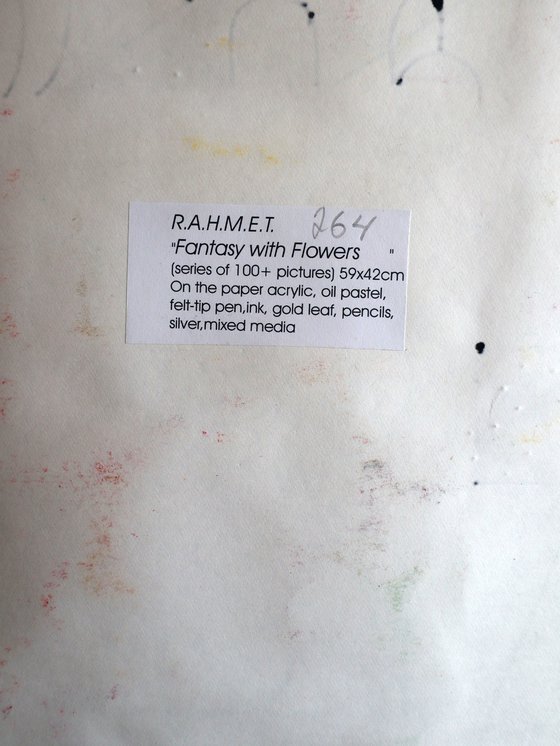 R.A.H.M.E.T. 264
"Fantasy with Flowers "
(series of 100+ pictures) 59x42cm
On the paper acrylic, oil pastel,
felt-tip pen,ink, gold leaf, pencils,
silver,mixed media